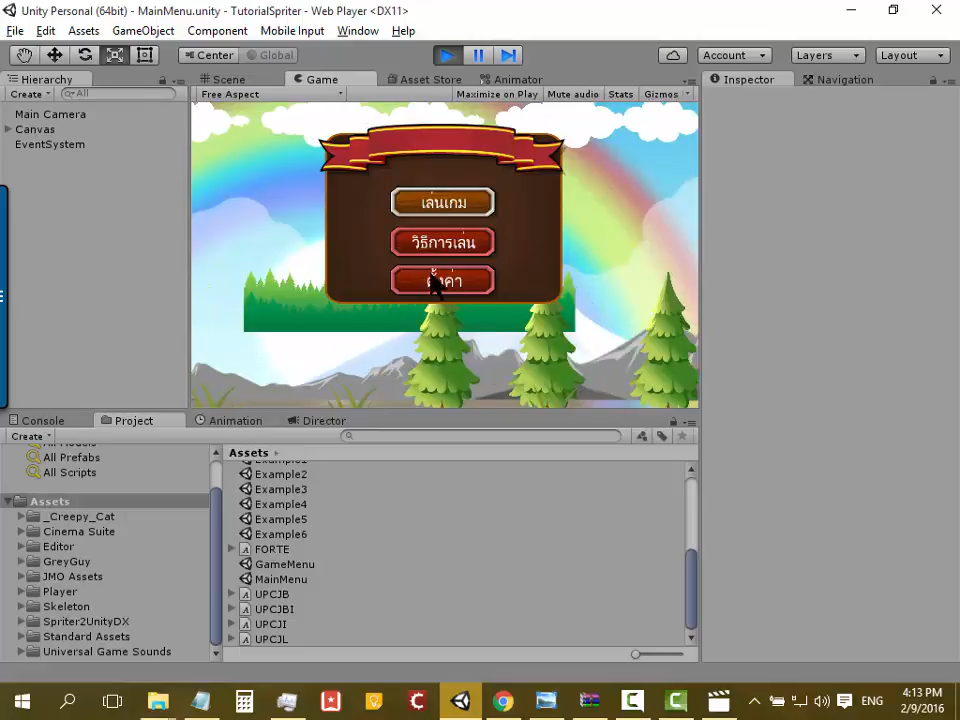 Unity Personal (64bit) - MainMenu.unity - TutorialSpriter - Web Player <DX11>
File Edit Assets GameObject Component Mobile Input Window Help
Center Global Account Layers Layout
Hierarchy Scene Game Asset Store Animator Inspector Navigation
Create All Free Aspect Maximize on Play Mute audio Stats Gizmos
Main Camera
Canvas
EventSystem
เล่นเกม
วิธีการเล่น
ตั้งค่า
Console Project Animation Director
Create
All Prefabs
All Scripts
Assets
_Creepy_Cat
Cinema Suite
Editor
GreyGuy
JMO Assets
Player
Skeleton
Spriter2UnityDX
Standard Assets
Universal Game Sounds
Assets
Example2
Example3
Example4
Example5
Example6
FORTE
GameMenu
MainMenu
UPCJB
UPCJBI
UPCJI
UPCJL
ENG
4:13 PM
2/9/2016